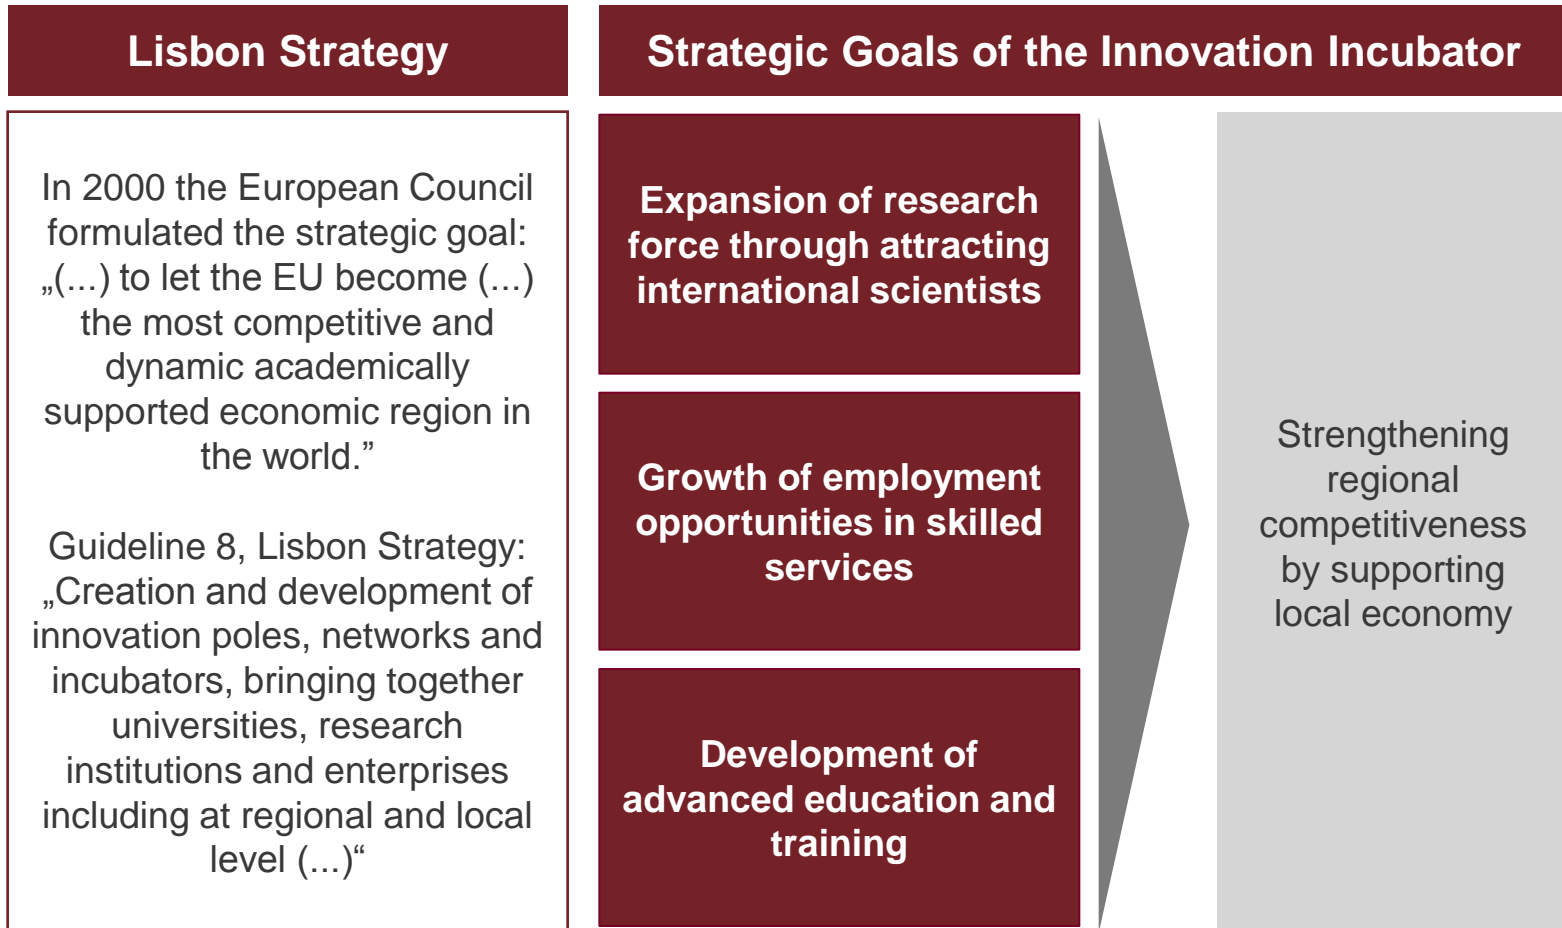 Lisbon Strategy
In 2000 the European Council
formulated the strategic goal:
„(...) to let the EU become (...)
the most competitive and
dynamic academically
supported economic region in
the world.”
Guideline 8, Lisbon Strategy:
„Creation and development of
innovation poles, networks and
incubators, bringing together
universities, research
institutions and enterprises
including at regional and local
level (...)“
Strategic Goals of the Innovation Incubator
Expansion of research
force through attracting
international scientists
Growth of employment
opportunities in skilled
services
Development of
advanced education and
training
Strengthening
regional
competitiveness
by supporting
local economy